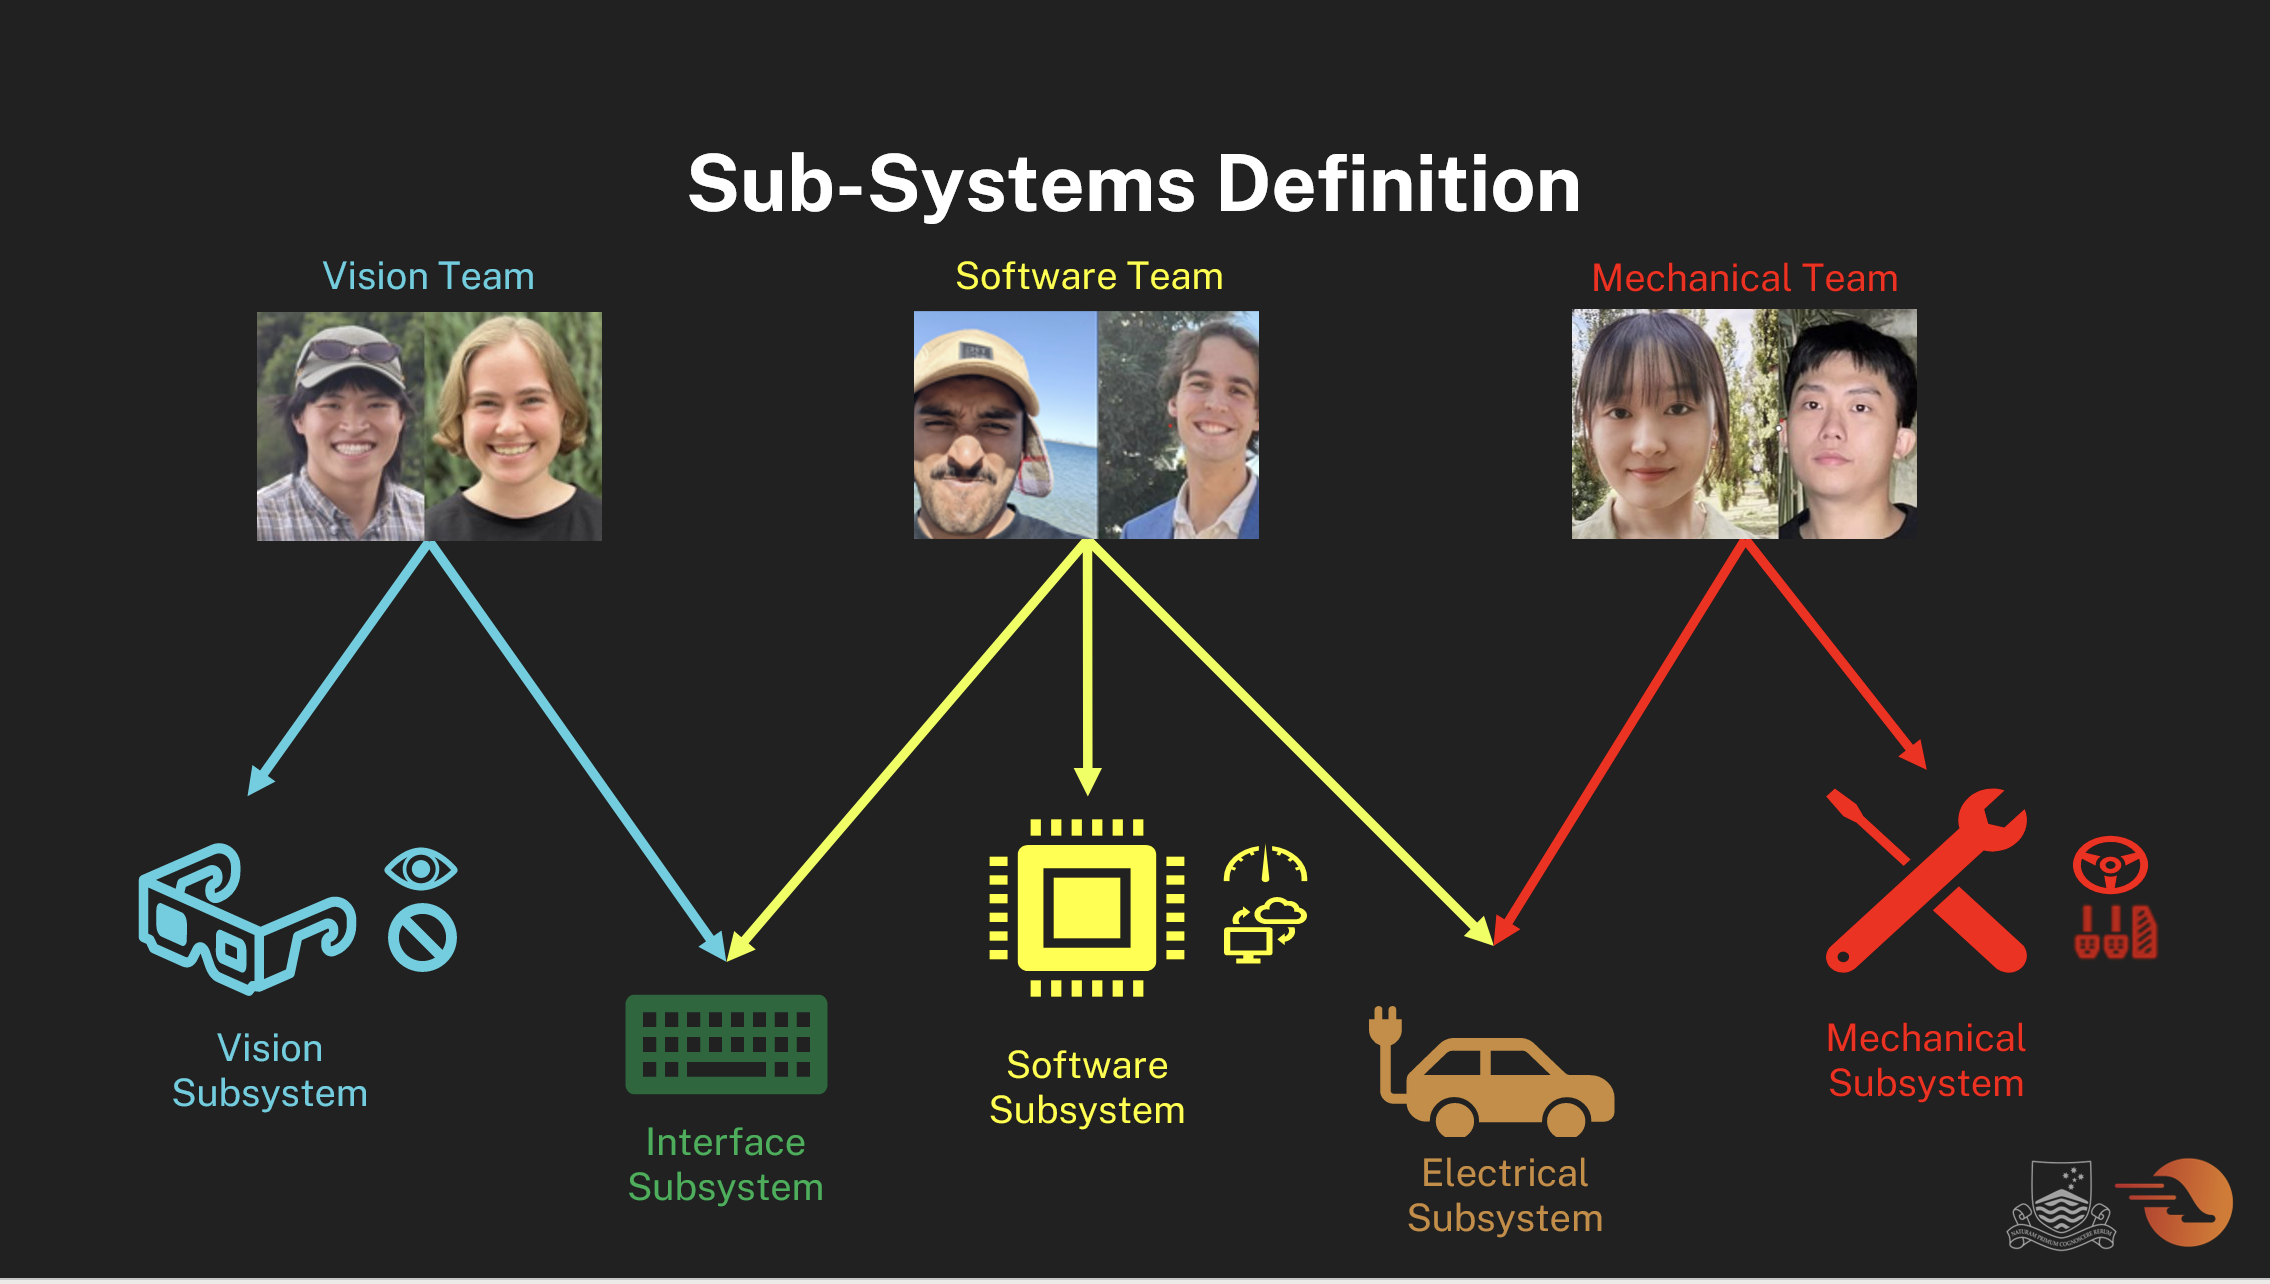 Sub-Systems Definition
Vision Team
Software Team
Mechanical Team
Vision
Subsystem
Interface
Subsystem
Software
Subsystem
Electrical
Subsystem
Mechanical
Subsystem
NATURAM PRIMUM COGNOSCERE RERUM